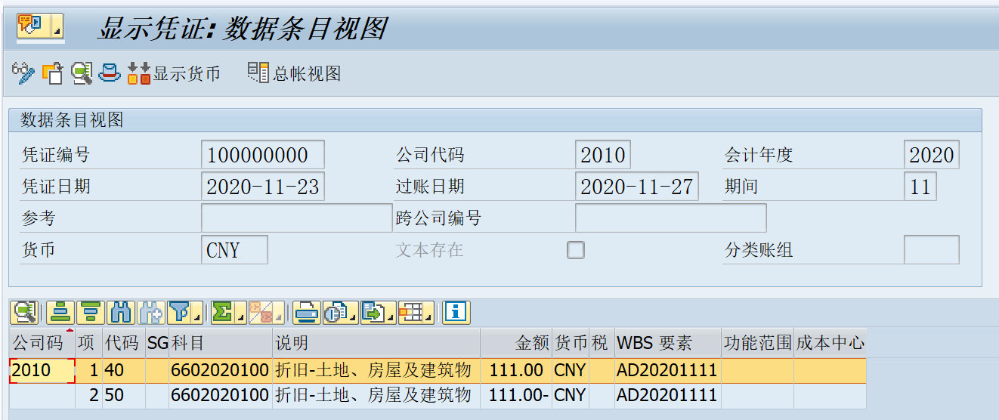 显示凭证: 数据条目视图
显示货币 总帐视图
数据条目视图
凭证编号 100000000 公司代码 2010 会计年度 2020
凭证日期 2020-11-23 过账日期 2020-11-27 期间 11
参考 跨公司编号
货币 CNY 文本存在 分类账组
公司码 项 代码 SG 科目 说明 金额 货币 税 WBS 要素 功能范围 成本中心
2010 1 40 6602020100 折旧-土地、房屋及建筑物 111.00 CNY AD20201111
2 50 6602020100 折旧-土地、房屋及建筑物 111.00- CNY AD20201111